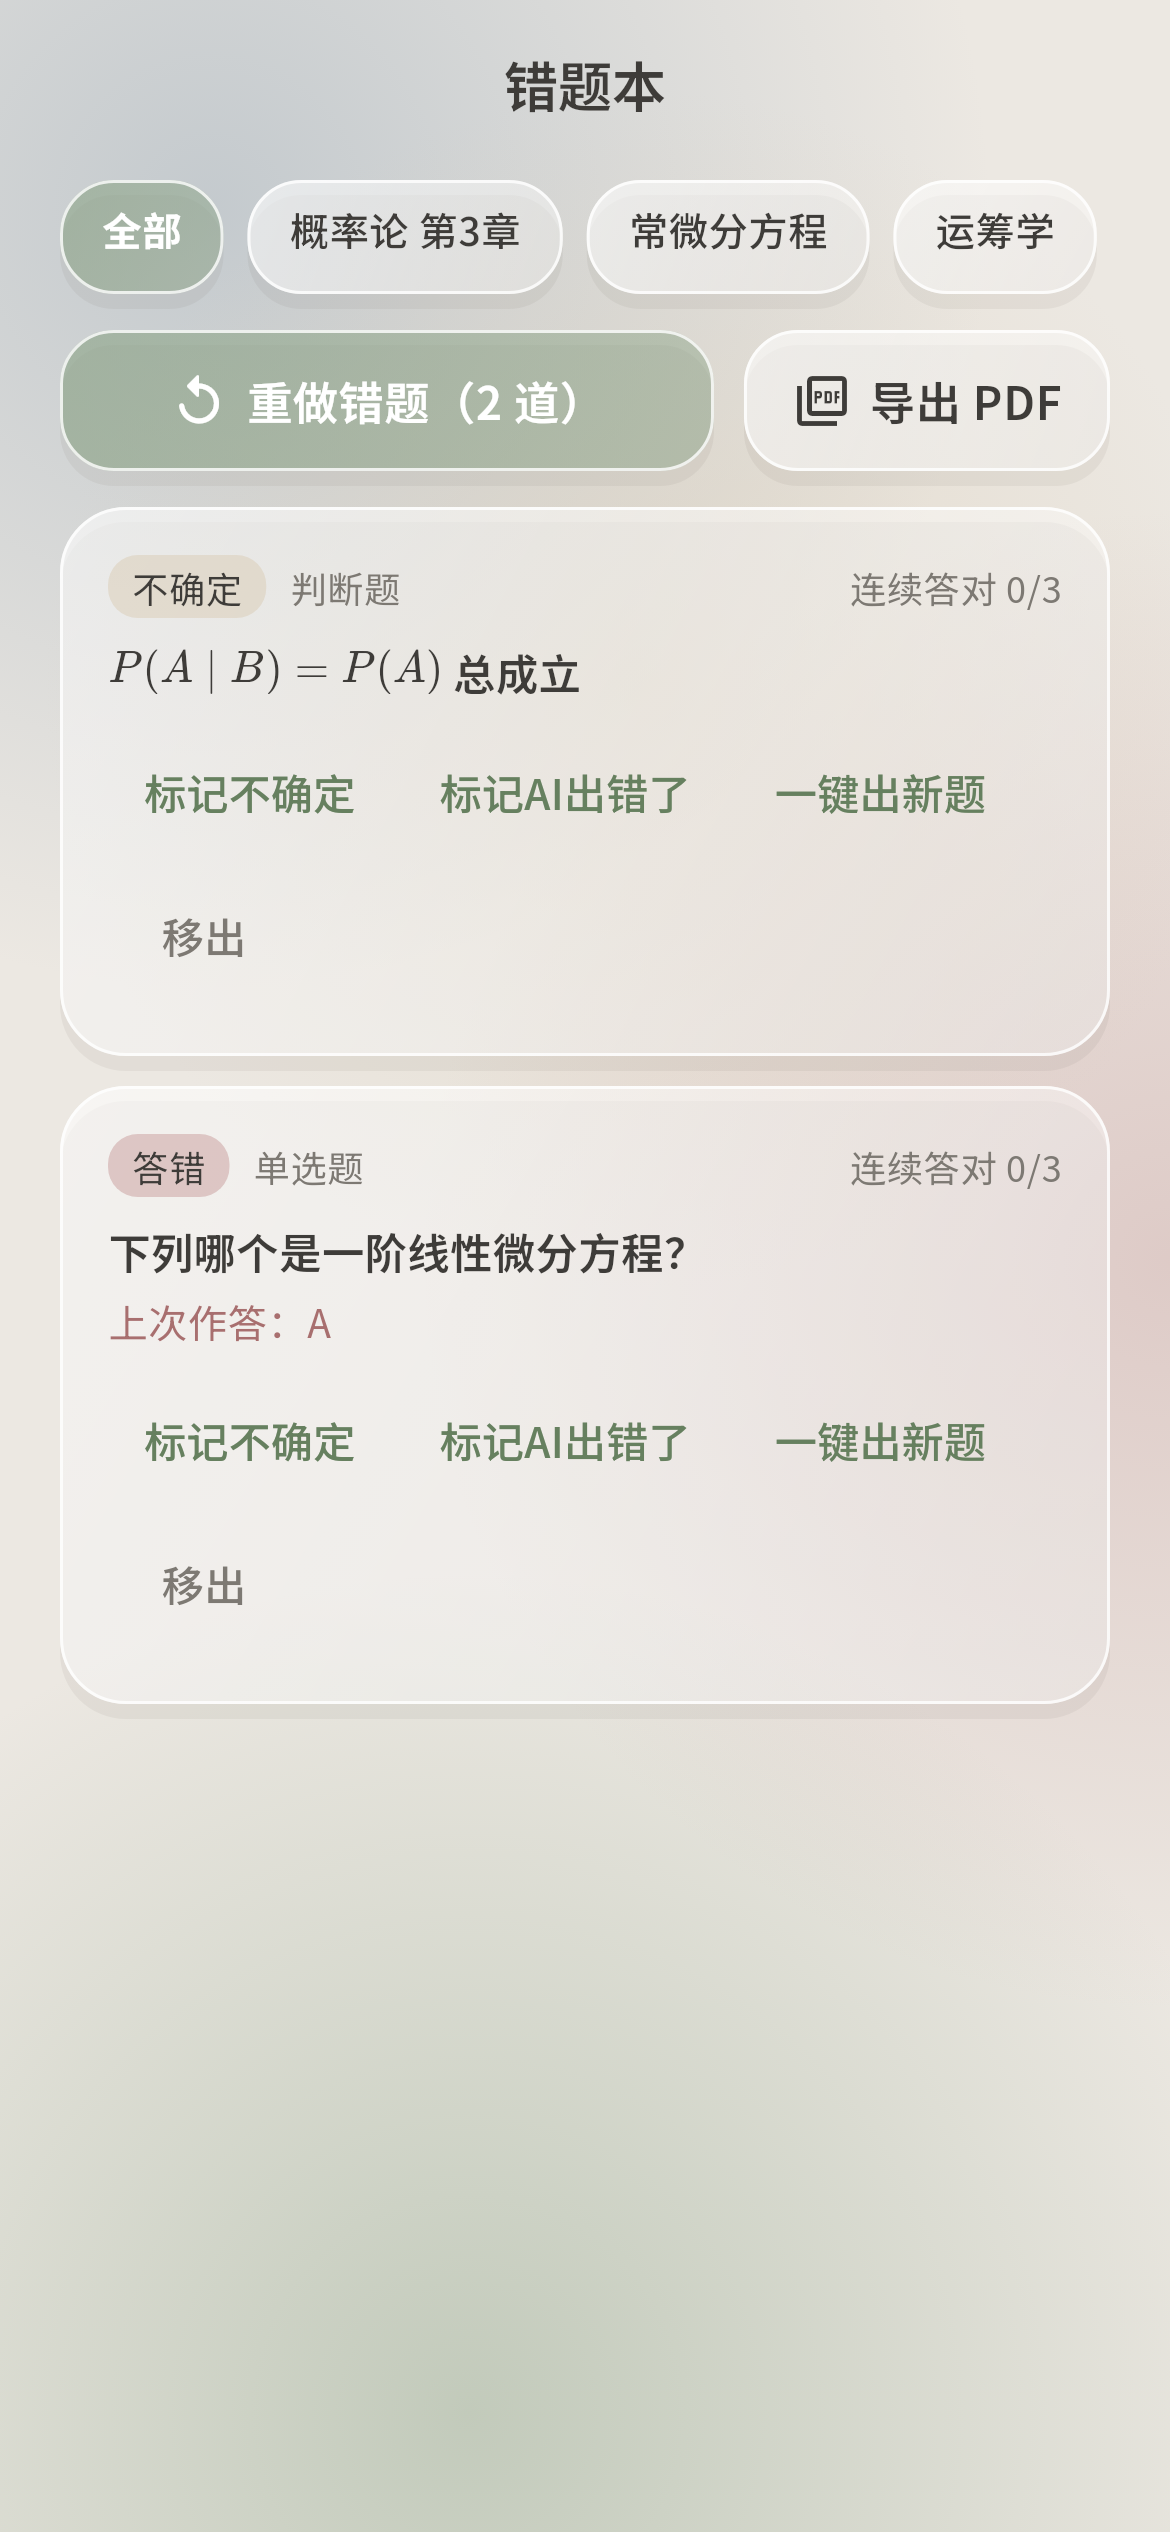 错题本
全部 概率论 第3章 常微分方程 运筹学
重做错题（2 道） 导出 PDF
不确定 判断题 连续答对 0/3
P(A | B) = P(A) 总成立
标记不确定 标记AI出错了 一键出新题
移出
答错 单选题 连续答对 0/3
下列哪个是一阶线性微分方程？
上次作答：A
标记不确定 标记AI出错了 一键出新题
移出